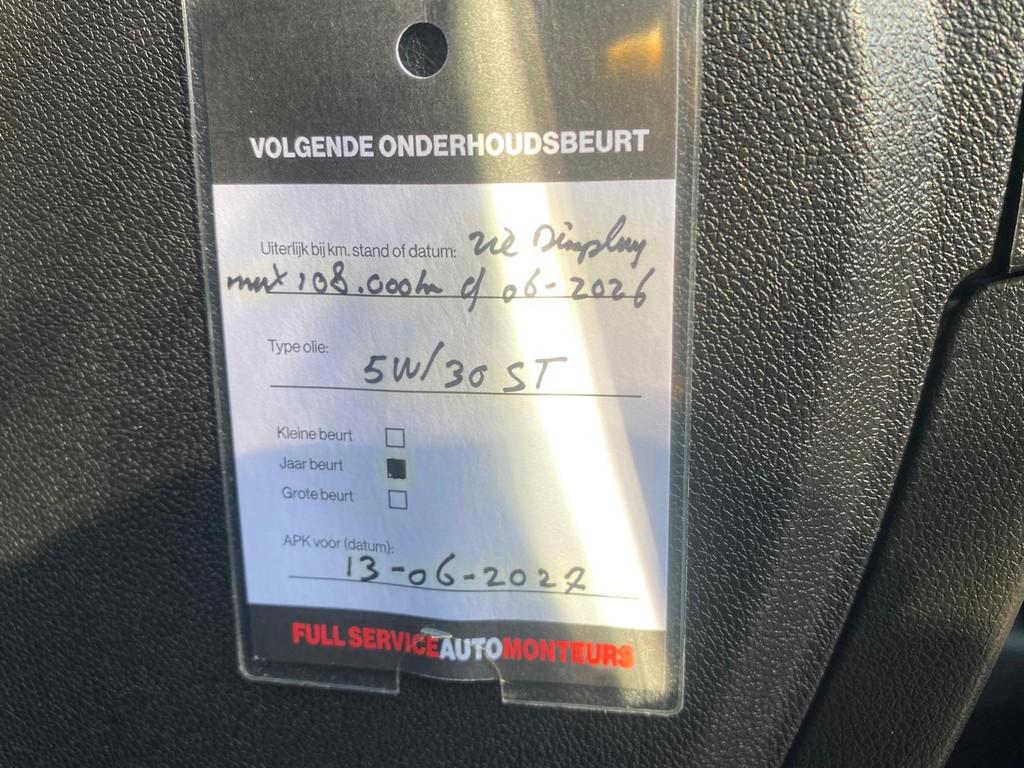 VOLGENDE ONDERHOUDSBEURT
Uiterlijk bij km. stand of datum: zie Display
max 108.000km of 06-2026
Type olie:
5W/30 ST
Kleine beurt
Jaar beurt
Grote beurt
APK voor (datum):
13-06-2027
FULL SERVICE AUTOMONTEURS